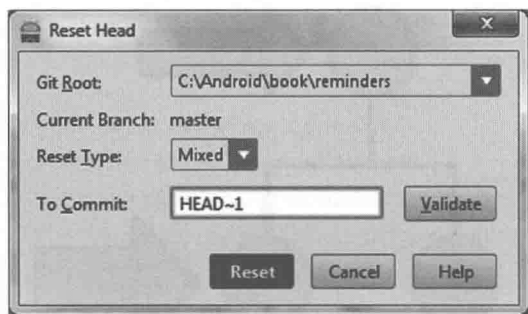 Reset Head
Git Root: C:\Android\book\reminders
Current Branch: master
Reset Type: Mixed
To Commit: HEAD~1 Validate
Reset Cancel Help